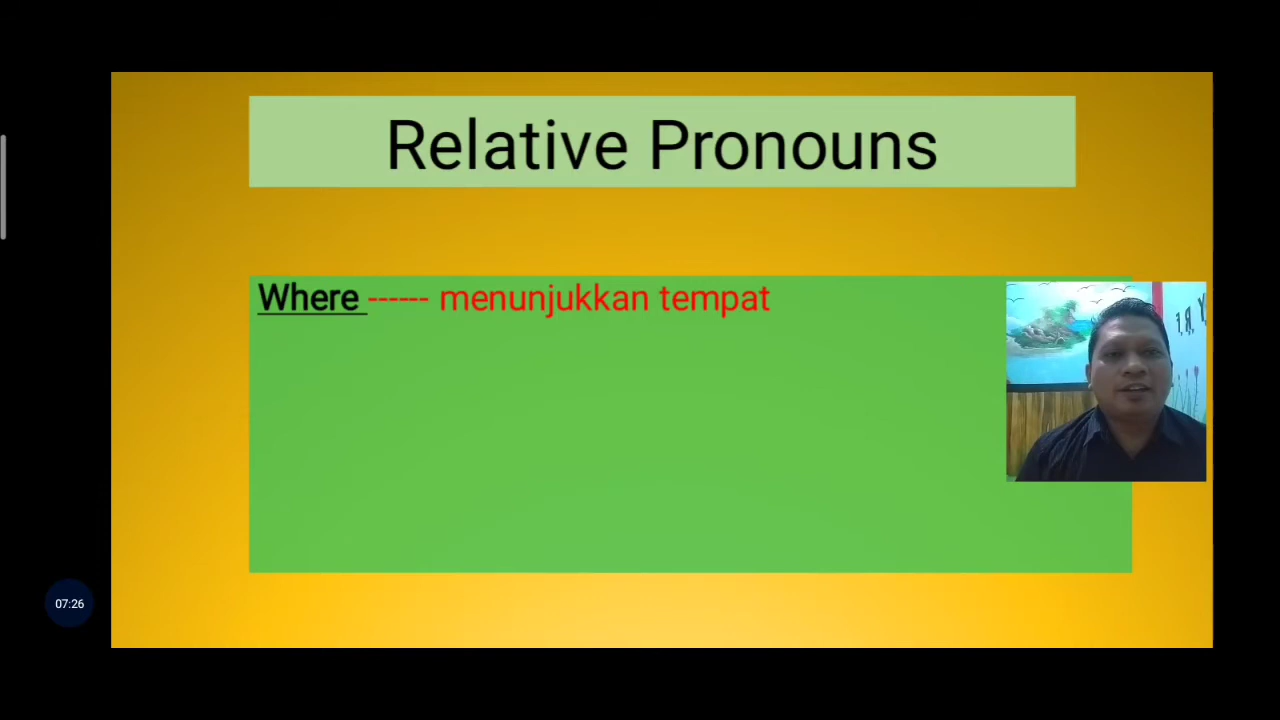 Relative Pronouns
Where ------ menunjukkan tempat
07:26